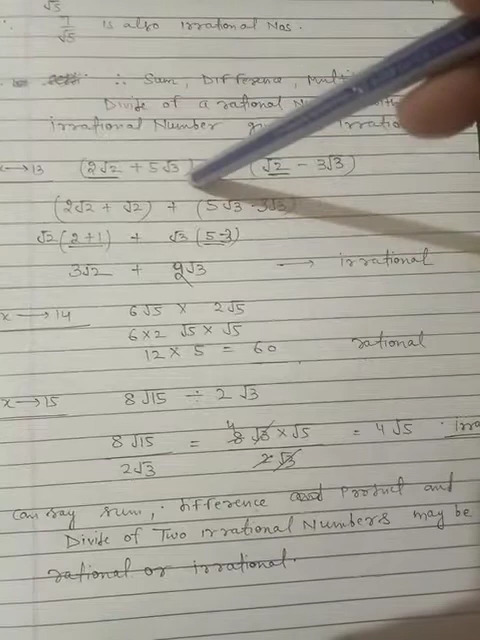 √5
7/√5 is also irrational Nos.
∴ Sum, Difference, Multi
Divide of a rational N
irrational Number g irratio
x → 13 (2√2 + 5√3) (√2 - 3√3)
(2√2 + √2) + (5√3 - 3√3)
√2(2+1) + √3(5-3)
3√2 + 2√3 → irrational
x → 14 6√5 × 2√5
6×2 √5 × √5
12 × 5 = 60 rational
x → 15 8√15 ÷ 2√3
8√15 / 2√3 = 8 √3 × √5 / 2√3 = 4√5 irra
can say sum, difference Product and
Divide of Two irrational Numbers may be
rational or irrational.